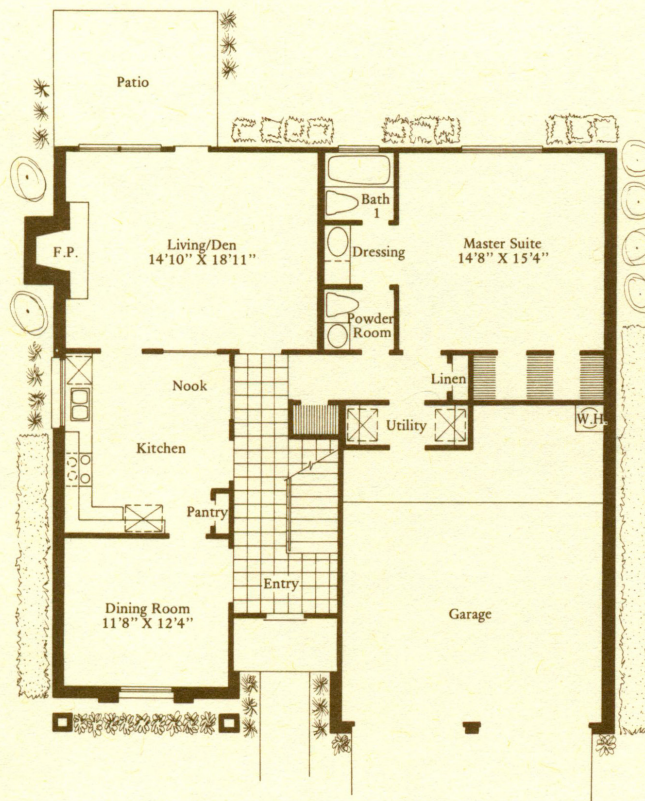 Patio
Bath
1
F.P.
Living/Den
14'10" X 18'11"
Dressing
Master Suite
14'8" X 15'4"
Powder
Room
Nook
Linen
Utility
W.H.
Kitchen
Pantry
Entry
Dining Room
11'8" X 12'4"
Garage